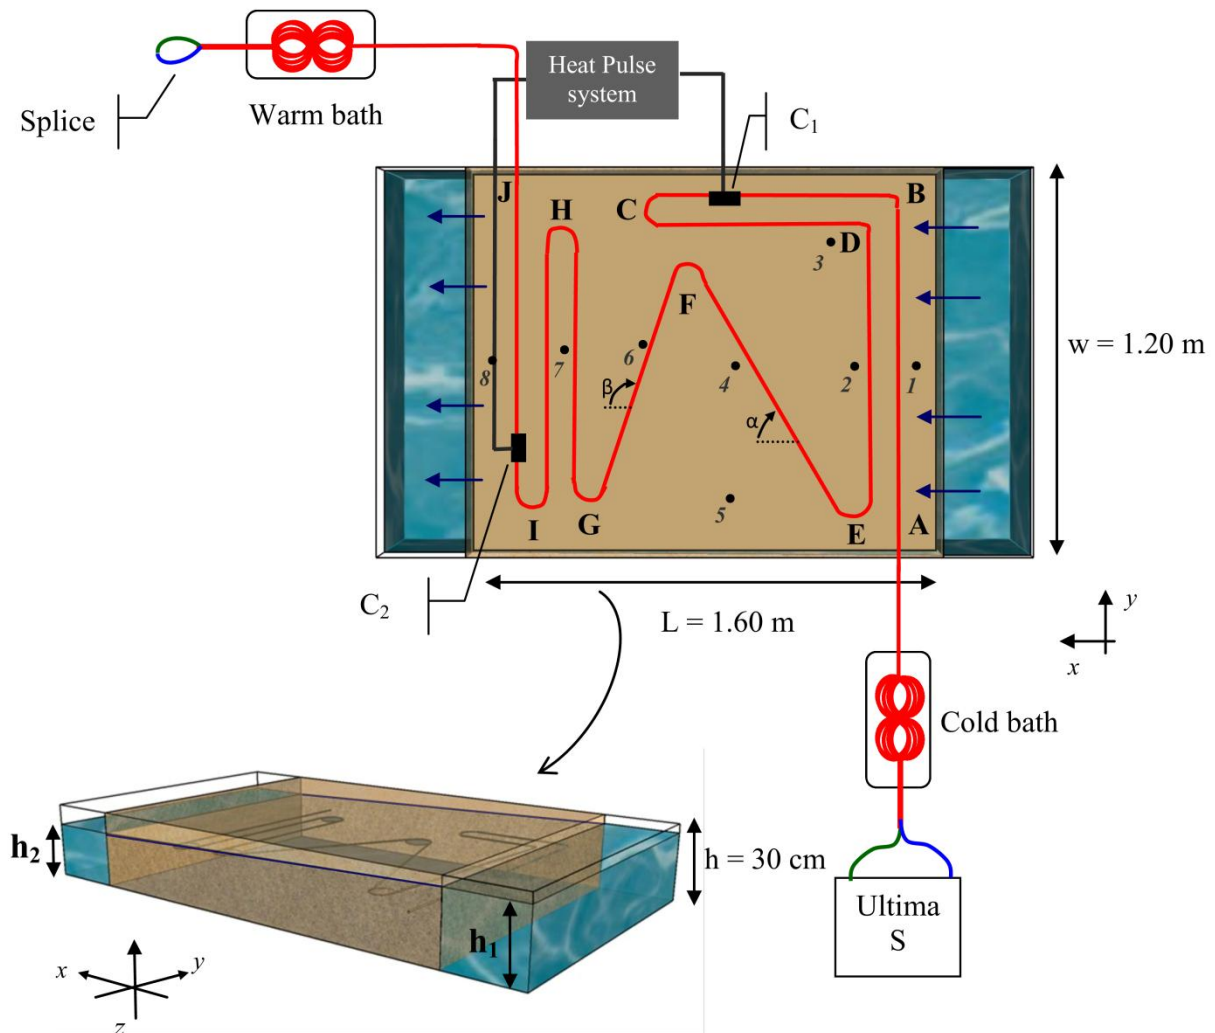 Splice
Warm bath
Heat Pulse
system
C₁
J
H
C
B
D
3
F
6
7
8
4
2
1
β
α
5
I
G
E
A
w = 1.20 m
C₂
L = 1.60 m
y
x
Cold bath
h₂
h = 30 cm
h₁
Ultima
S
x
y
z